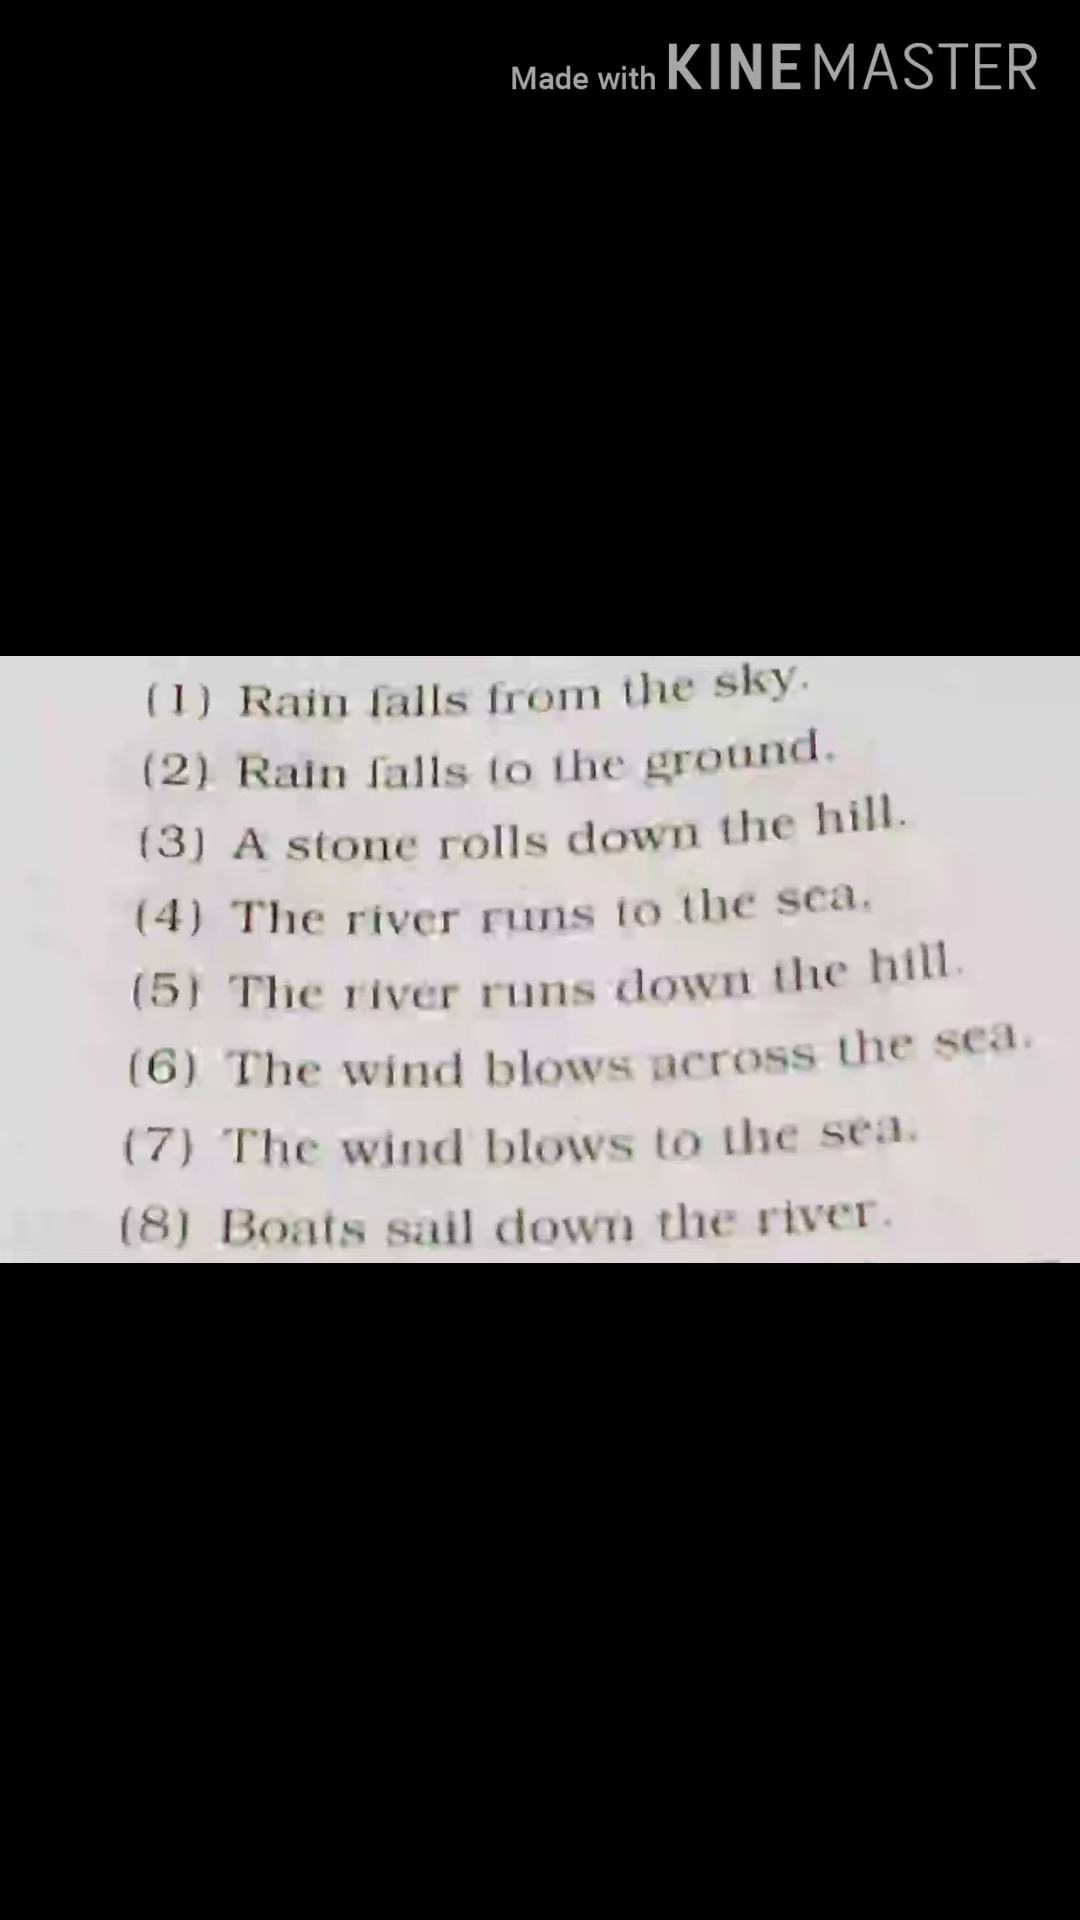 Made with KINEMASTER
(1) Rain falls from the sky.
(2) Rain falls to the ground.
(3) A stone rolls down the hill.
(4) The river runs to the sea.
(5) The river runs down the hill.
(6) The wind blows across the sea.
(7) The wind blows to the sea.
(8) Boats sail down the river.